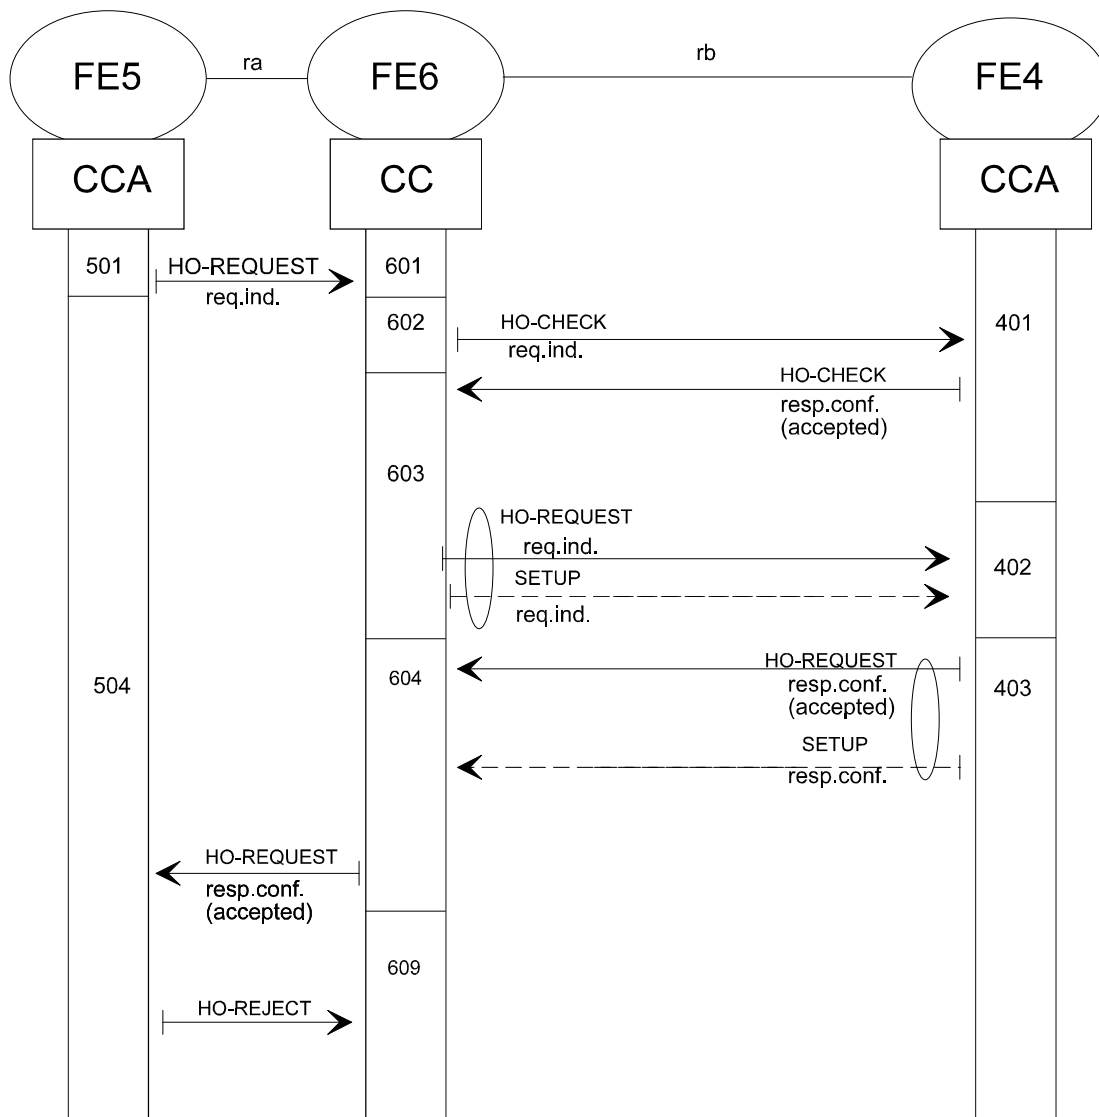 FE5
ra
FE6
rb
FE4
CCA
CC
CCA
501
HO-REQUEST
req.ind.
601
602
HO-CHECK
req.ind.
401
HO-CHECK
resp.conf.
(accepted)
603
HO-REQUEST
req.ind.
SETUP
req.ind.
402
504
604
HO-REQUEST
resp.conf.
(accepted)
403
SETUP
resp.conf.
HO-REQUEST
resp.conf.
(accepted)
609
HO-REJECT